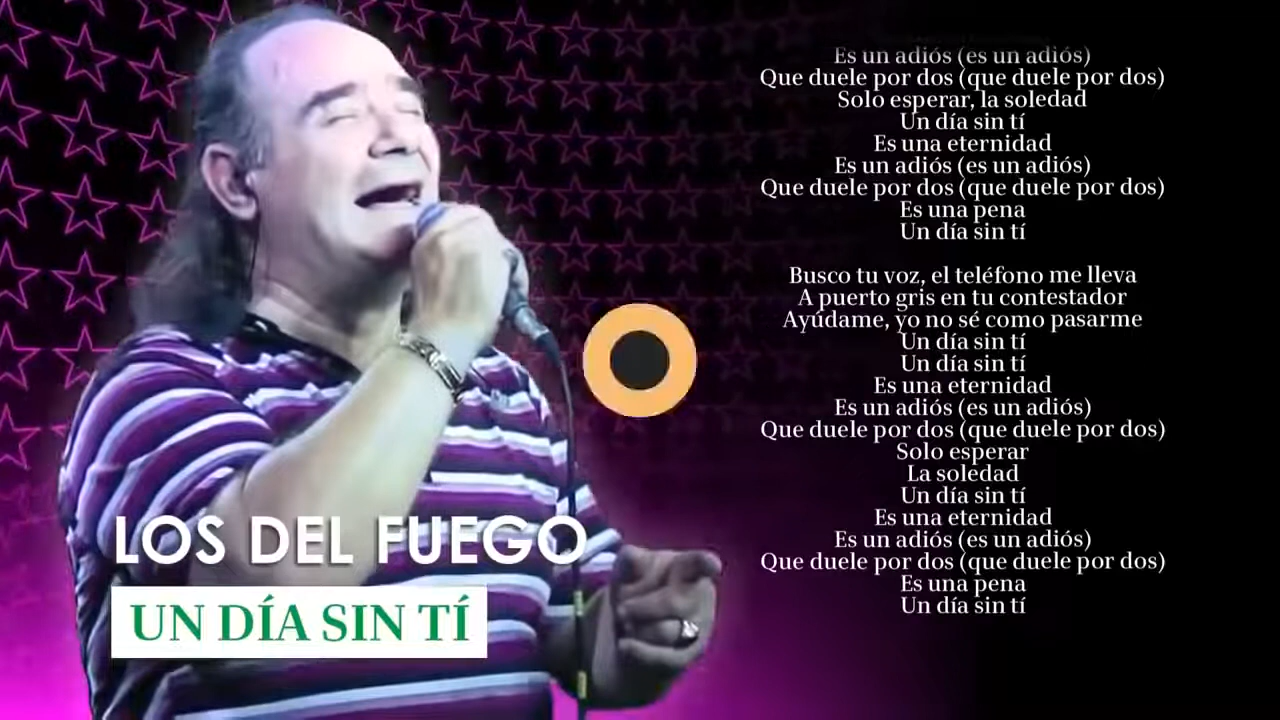 Es un adiós (es un adiós)
Que duele por dos (que duele por dos)
Solo esperar, la soledad
Un día sin tí
Es una eternidad
Es un adiós (es un adiós)
Que duele por dos (que duele por dos)
Es una pena
Un día sin tí
Busco tu voz, el teléfono me lleva
A puerto gris en tu contestador
Ayúdame, yo no sé como pasarme
Un día sin tí
Un día sin tí
Es una eternidad
Es un adiós (es un adiós)
Que duele por dos (que duele por dos)
Solo esperar
La soledad
Un día sin tí
Es una eternidad
Es un adiós (es un adiós)
Que duele por dos (que duele por dos)
Es una pena
Un día sin tí
LOS DEL FUEGO
UN DÍA SIN TÍ